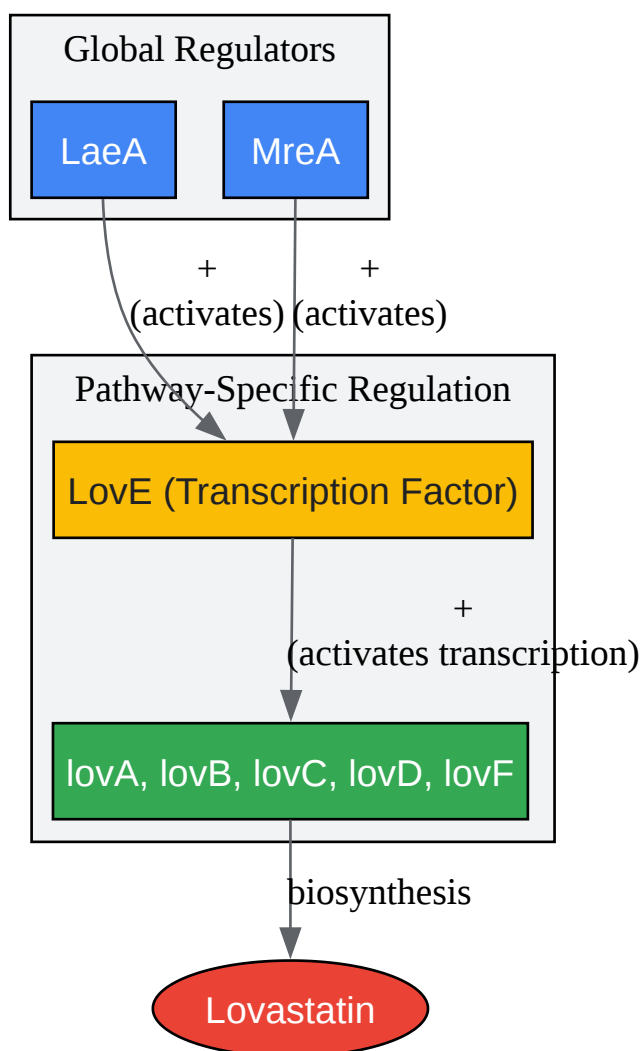 Global Regulators
LaeA
MreA
+
(activates)
+
(activates)
Pathway-Specific Regulation
LovE (Transcription Factor)
+
(activates transcription)
lovA, lovB, lovC, lovD, lovF
biosynthesis
Lovastatin